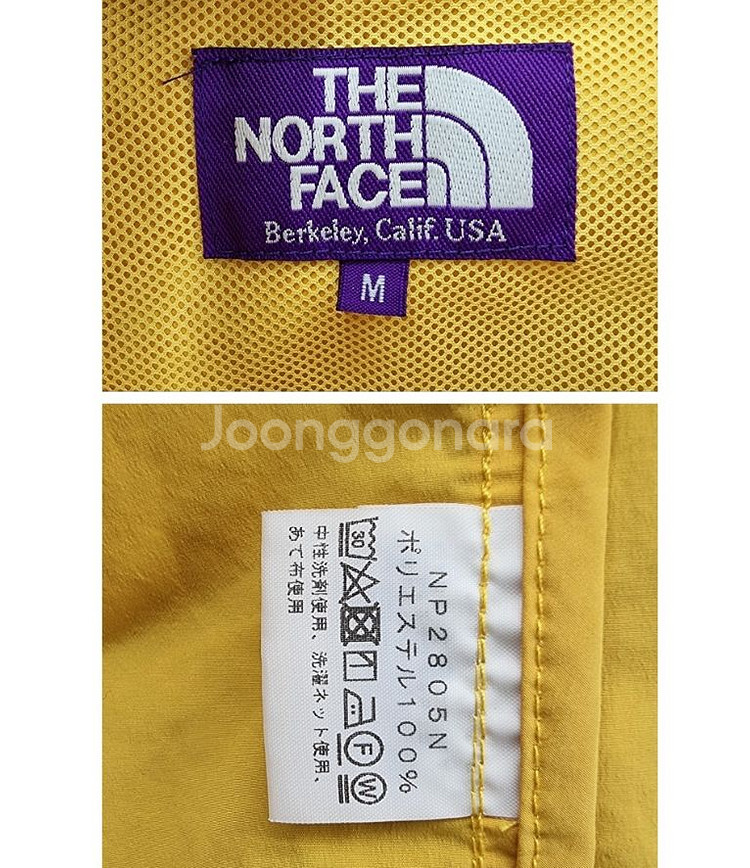 THE
NORTH
FACE
Berkeley, Calif. USA
M
Joonggonara
NP2805N
ポリエステル100%
30
F
W
中性洗剤使用、洗濯ネット使用、
あて布使用